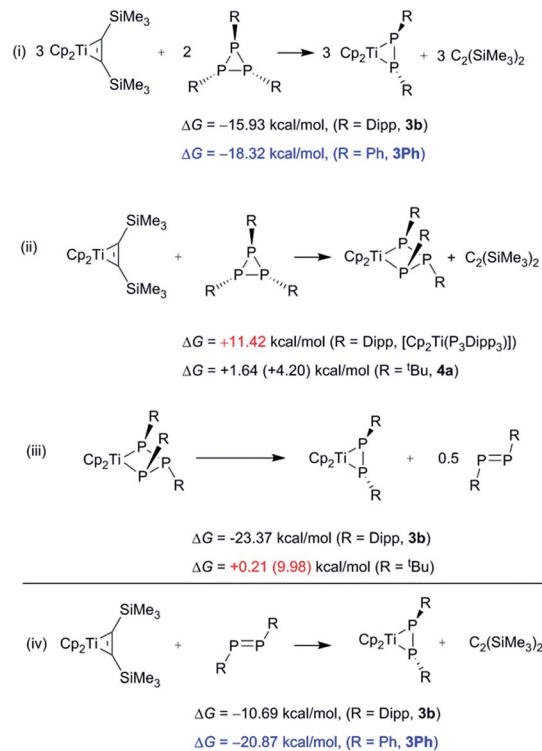 SiMe3
R
R
(i) 3 Cp2Ti + 2 P P P 3 Cp2Ti P P + 3 C2(SiMe3)2
SiMe3
R R
R
ΔG = −15.93 kcal/mol, (R = Dipp, 3b)
ΔG = −18.32 kcal/mol, (R = Ph, 3Ph)
SiMe3
R
R
R
(ii) Cp2Ti + P P P Cp2Ti P P P + C2(SiMe3)2
SiMe3
R R
R
ΔG = +11.42 kcal/mol (R = Dipp, [Cp2Ti(P3Dipp3)])
ΔG = +1.64 (+4.20) kcal/mol (R = tBu, 4a)
R
R
R
R
(iii) Cp2Ti P P P Cp2Ti P P + 0.5 P=P
R
R
R
ΔG = -23.37 kcal/mol (R = Dipp, 3b)
ΔG = +0.21 (9.98) kcal/mol (R = tBu)
SiMe3
R
R
(iv) Cp2Ti + P=P Cp2Ti P P + C2(SiMe3)2
SiMe3
R
R
ΔG = −10.69 kcal/mol, (R = Dipp, 3b)
ΔG = −20.87 kcal/mol, (R = Ph, 3Ph)